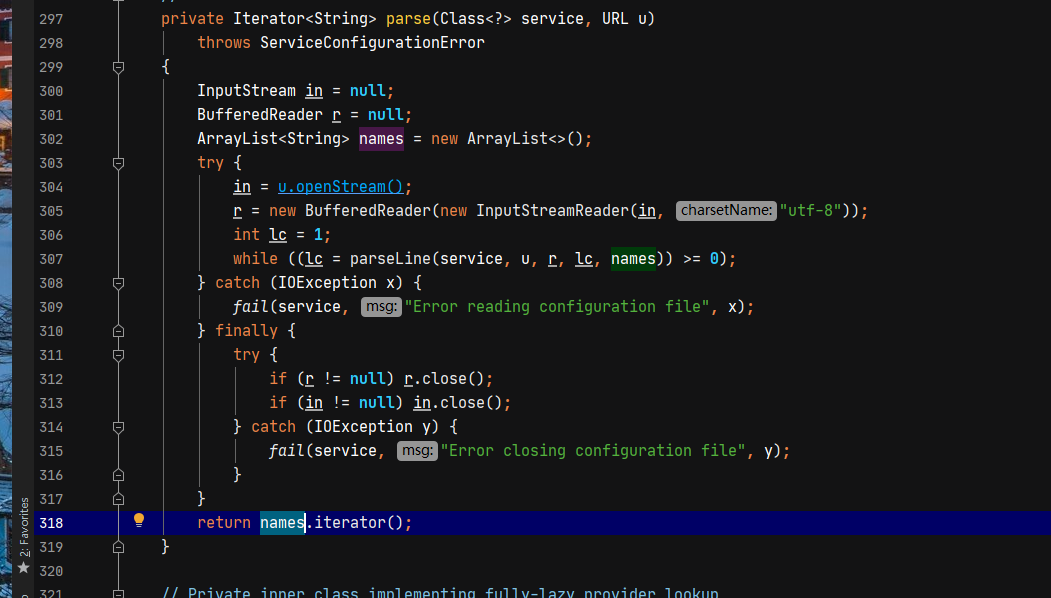 297 private Iterator<String> parse(Class<?> service, URL u)
298 throws ServiceConfigurationError
299 {
300 InputStream in = null;
301 BufferedReader r = null;
302 ArrayList<String> names = new ArrayList<>();
303 try {
304 in = u.openStream();
305 r = new BufferedReader(new InputStreamReader(in, charsetName: "utf-8"));
306 int lc = 1;
307 while ((lc = parseLine(service, u, r, lc, names)) >= 0);
308 } catch (IOException x) {
309 fail(service, msg: "Error reading configuration file", x);
310 } finally {
311 try {
312 if (r != null) r.close();
313 if (in != null) in.close();
314 } catch (IOException y) {
315 fail(service, msg: "Error closing configuration file", y);
316 }
317 }
318 return names.iterator();
319 }
320
321 // Private inner class implementing fully-lazy provider lookup
2: Favorites